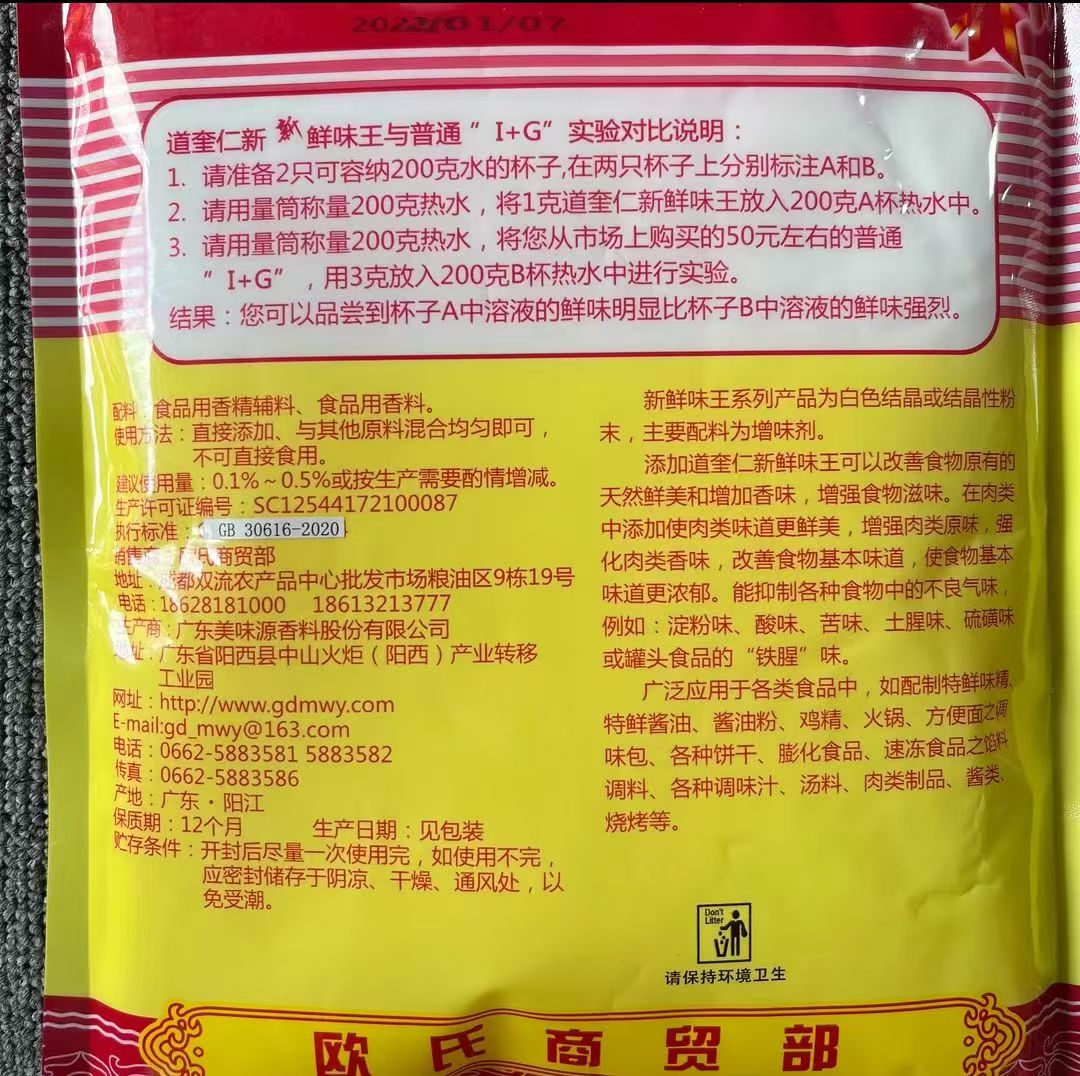 2022/01/07
道奎仁新 新 鲜味王与普通“I+G”实验对比说明：
1. 请准备2只可容纳200克水的杯子,在两只杯子上分别标注A和B。
2. 请用量筒称量200克热水，将1克道奎仁新鲜味王放入200克A杯热水中。
3. 请用量筒称量200克热水，将您从市场上购买的50元左右的普通
“I+G”，用3克放入200克B杯热水中进行实验。
结果：您可以品尝到杯子A中溶液的鲜味明显比杯子B中溶液的鲜味强烈。
配料：食品用香精辅料、食品用香料。
使用方法：直接添加、与其他原料混合均匀即可，
不可直接食用。
建议使用量：0.1%～0.5%或按生产需要酌情增减。
生产许可证编号：SC12544172100087
执行标准：GB 30616-2020
销售商：氏商贸部
地址：成都双流农产品中心批发市场粮油区9栋19号
电话：18628181000 18613213777
生产商：广东美味源香料股份有限公司
地址：广东省阳西县中山火炬（阳西）产业转移
工业园
网址：http://www.gdmwy.com
E-mail:gd_mwy@163.com
电话：0662-5883581 5883582
传真：0662-5883586
产地：广东·阳江
保质期：12个月 生产日期：见包装
贮存条件：开封后尽量一次使用完，如使用不完，
应密封储存于阴凉、干燥、通风处，以
免受潮。
新鲜味王系列产品为白色结晶或结晶性粉
末，主要配料为增味剂。
添加道奎仁新鲜味王可以改善食物原有的
天然鲜美和增加香味，增强食物滋味。在肉类
中添加使肉类味道更鲜美，增强肉类原味，强
化肉类香味，改善食物基本味道，使食物基本
味道更浓郁。能抑制各种食物中的不良气味，
例如：淀粉味、酸味、苦味、土腥味、硫磺味
或罐头食品的“铁腥”味。
广泛应用于各类食品中，如配制特鲜味精、
特鲜酱油、酱油粉、鸡精、火锅、方便面之调
味包、各种饼干、膨化食品、速冻食品之馅料
调料、各种调味汁、汤料、肉类制品、酱类、
烧烤等。
Don't
Litter
请保持环境卫生
欧氏商贸部